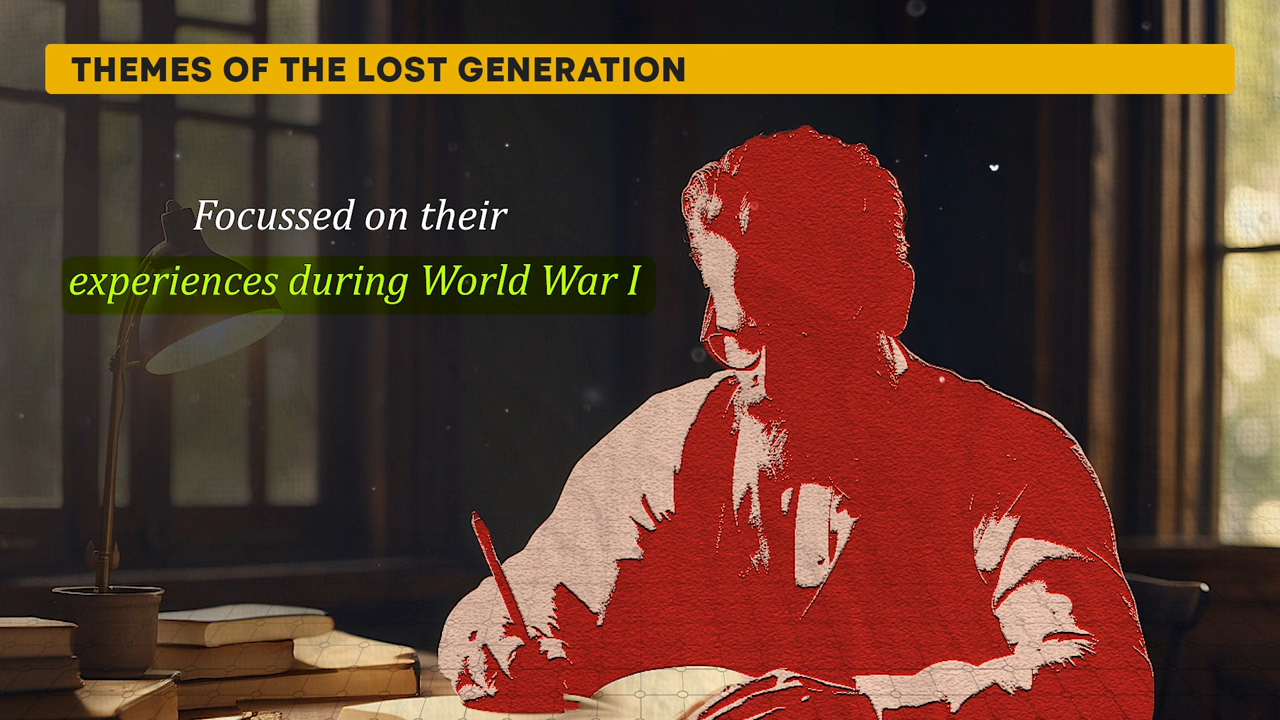 THEMES OF THE LOST GENERATION
Focussed on their
experiences during World War I